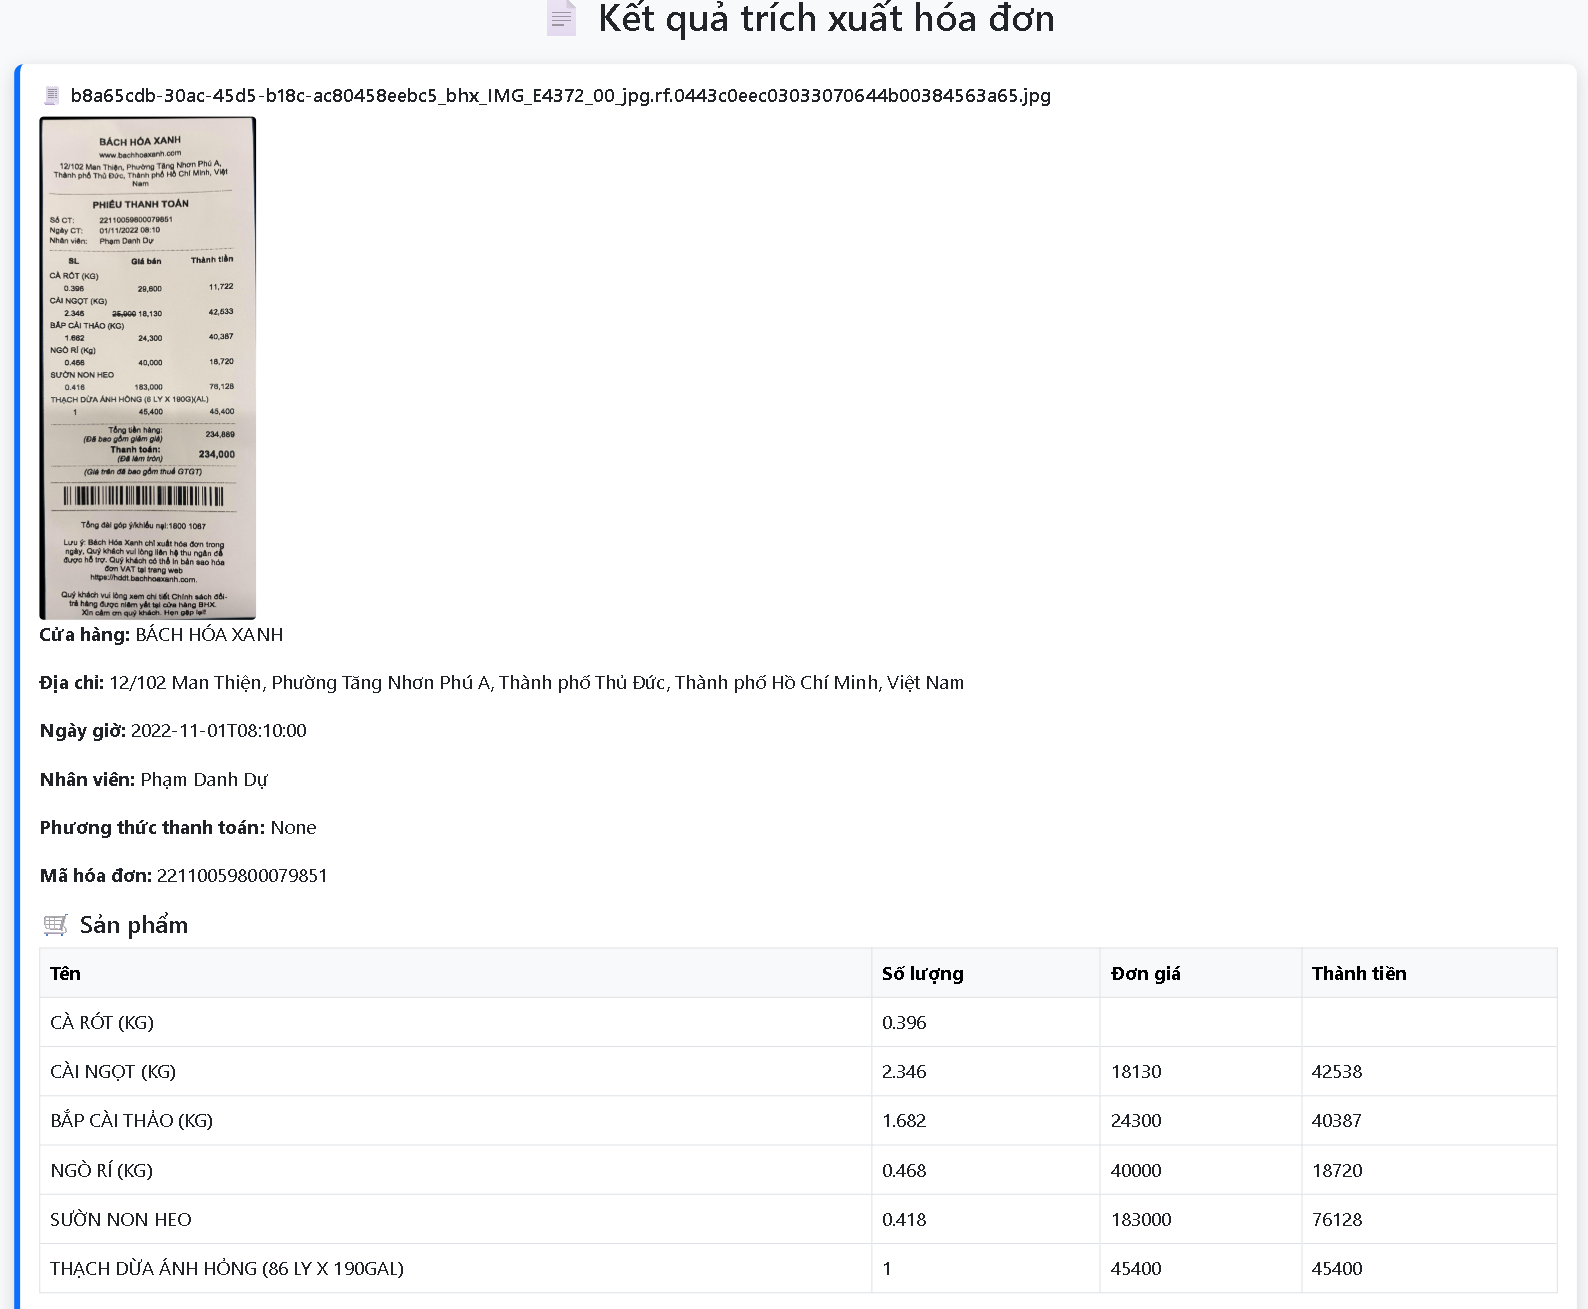 Kết quả trích xuất hóa đơn
b8a65cdb-30ac-45d5-b18c-ac80458eebc5_bhx_IMG_E4372_00_jpg.rf.0443c0eec03033070644b00384563a65.jpg
BÁCH HÓA XANH
www.bachhoaxanh.com
12/102 Man Thiện, Phường Tăng Nhơn Phú A,
Thành phố Thủ Đức, Thành phố Hồ Chí Minh, Việt
Nam
PHIẾU THANH TOÁN
Số CT: 22110059800079851
Ngày CT: 01/11/2022 08:10
Nhân viên: Phạm Danh Dự
SL Giá bán Thành tiền
CÀ RỐT (KG)
0.396 29,600 11,722
CẢI NGỌT (KG)
2.346 25,900 18,130 42,533
BẮP CẢI THẢO (KG)
1.662 24,300 40,387
NGÒ RÍ (Kg)
0.468 40,000 18,720
SƯỜN NON HEO
0.416 183,000 76,128
THẠCH DỪA ÁNH HỒNG (6 LY X 190G)(AL)
1 45,400 45,400
Tổng tiền hàng: 234,889
(Đã bao gồm giảm giá)
Thanh toán: 234,000
(Đã làm tròn)
(Giá trên đã bao gồm thuế GTGT)
Tổng đài góp ý/khiếu nại:1800 1067
Lưu ý: Bách Hóa Xanh chỉ xuất hóa đơn trong
ngày, Quý khách vui lòng liên hệ thu ngân để
được hỗ trợ. Quý khách có thể in bản sao hóa
đơn VAT tại trang web
https://hddt.bachhoaxanh.com.
Quý khách vui lòng xem chi tiết Chính sách đổi-
trả hàng được niêm yết tại cửa hàng BHX.
Xin cảm ơn quý khách. Hẹn gặp lại!
Cửa hàng: BÁCH HÓA XANH
Địa chỉ: 12/102 Man Thiện, Phường Tăng Nhơn Phú A, Thành phố Thủ Đức, Thành phố Hồ Chí Minh, Việt Nam
Ngày giờ: 2022-11-01T08:10:00
Nhân viên: Phạm Danh Dự
Phương thức thanh toán: None
Mã hóa đơn: 22110059800079851
Sản phẩm
Tên Số lượng Đơn giá Thành tiền
CÀ RÓT (KG) 0.396
CÀI NGỌT (KG) 2.346 18130 42538
BẮP CÀI THẢO (KG) 1.682 24300 40387
NGÒ RÍ (KG) 0.468 40000 18720
SƯỜN NON HEO 0.418 183000 76128
THẠCH DỪA ÁNH HỎNG (86 LY X 190GAL) 1 45400 45400